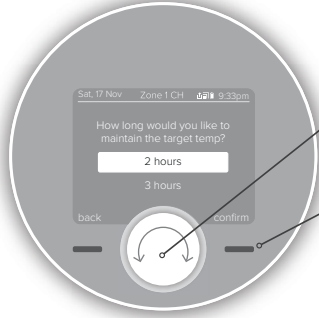 Sat, 17 Nov Zone 1 CH 9:33pm
How long would you like to
maintain the target temp?
2 hours
3 hours
back confirm